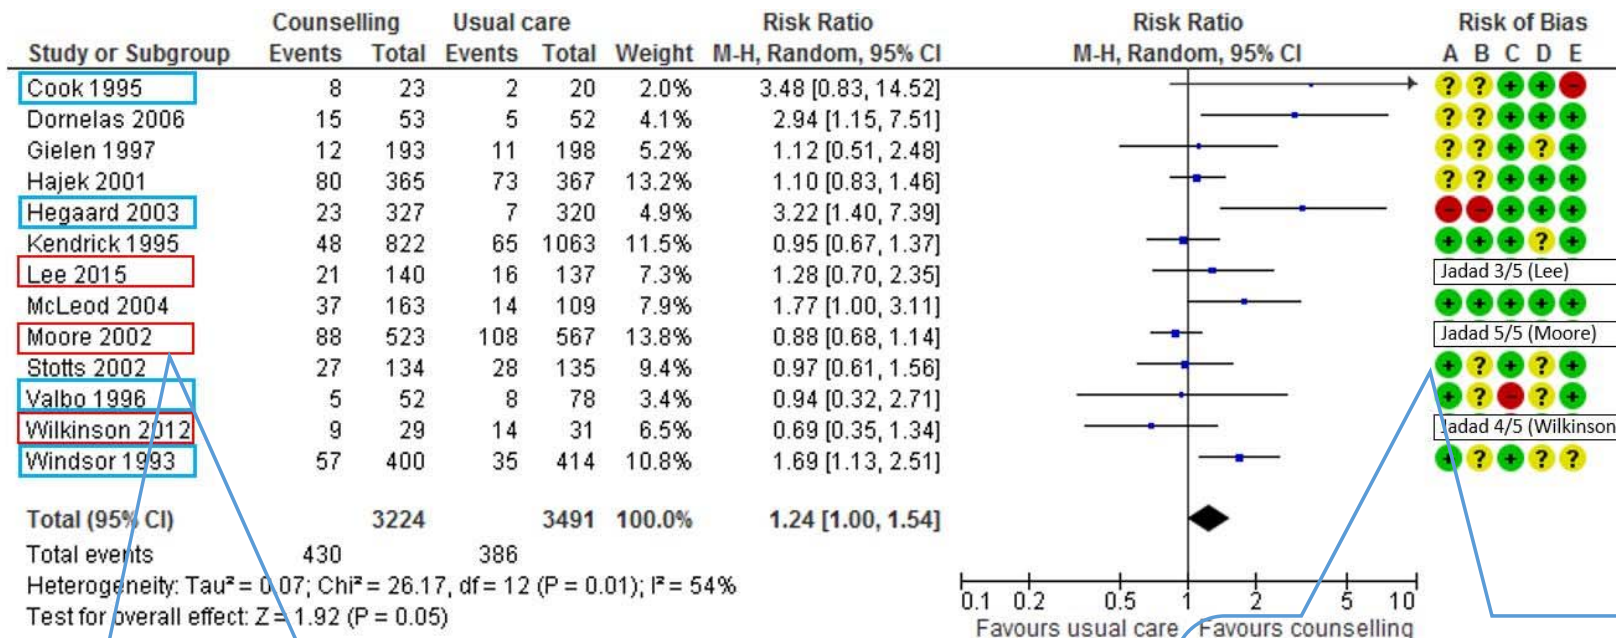 Counselling Usual care Risk Ratio Risk Ratio Risk of Bias
Study or Subgroup Events Total Events Total Weight M-H, Random, 95% CI M-H, Random, 95% CI A B C D E
Cook 1995 8 23 2 20 2.0% 3.48 [0.83, 14.52] ? ? + + -
Dornelas 2006 15 53 5 52 4.1% 2.94 [1.15, 7.51] ? ? + + +
Gielen 1997 12 193 11 198 5.2% 1.12 [0.51, 2.48] ? ? + ? +
Hajek 2001 80 365 73 367 13.2% 1.10 [0.83, 1.46] ? ? + + +
Hegaard 2003 23 327 7 320 4.9% 3.22 [1.40, 7.39] - - + + +
Kendrick 1995 48 822 65 1063 11.5% 0.95 [0.67, 1.37] + + + ? +
Lee 2015 21 140 16 137 7.3% 1.28 [0.70, 2.35] Jadad 3/5 (Lee)
McLeod 2004 37 163 14 109 7.9% 1.77 [1.00, 3.11] + + + + +
Moore 2002 88 523 108 567 13.8% 0.88 [0.68, 1.14] Jadad 5/5 (Moore)
Stotts 2002 27 134 28 135 9.4% 0.97 [0.61, 1.56] + ? + ? +
Valbo 1996 5 52 8 78 3.4% 0.94 [0.32, 2.71] + ? - ? +
Wilkinson 2012 9 29 14 31 6.5% 0.69 [0.35, 1.34] Jadad 4/5 (Wilkinson
Windsor 1993 57 400 35 414 10.8% 1.69 [1.13, 2.51] + ? + ? ?
Total (95% CI) 3224 3491 100.0% 1.24 [1.00, 1.54]
Total events 430 386
Heterogeneity: Tau² = 0.07; Chi² = 26.17, df = 12 (P = 0.01); I² = 54%
Test for overall effect: Z = 1.92 (P = 0.05)
0.1 0.2 0.5 1 2 5 10
Favours usual care Favours counselling